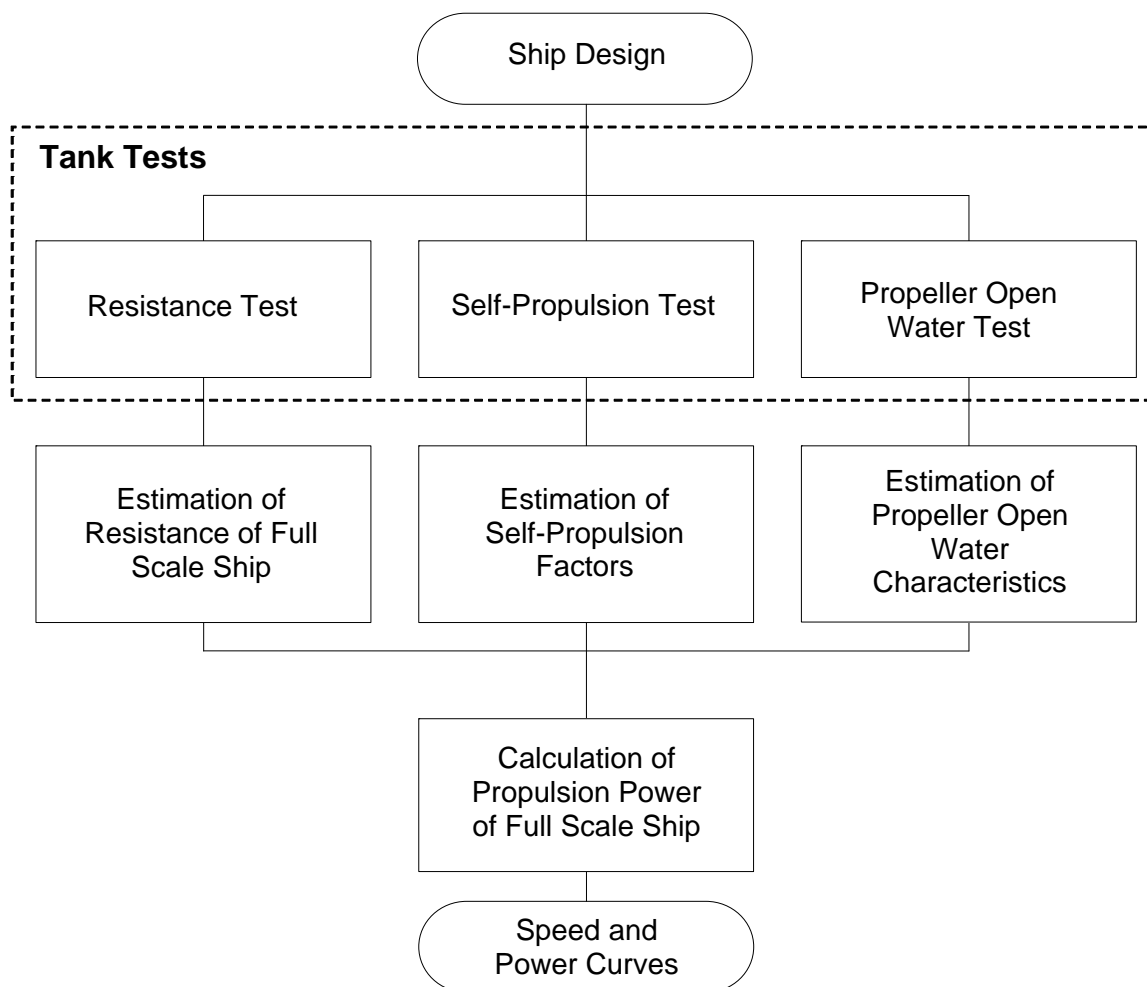 Ship Design
Tank Tests
Resistance Test
Self-Propulsion Test
Propeller Open
Water Test
Estimation of
Resistance of Full
Scale Ship
Estimation of
Self-Propulsion
Factors
Estimation of
Propeller Open
Water
Characteristics
Calculation of
Propulsion Power
of Full Scale Ship
Speed and
Power Curves